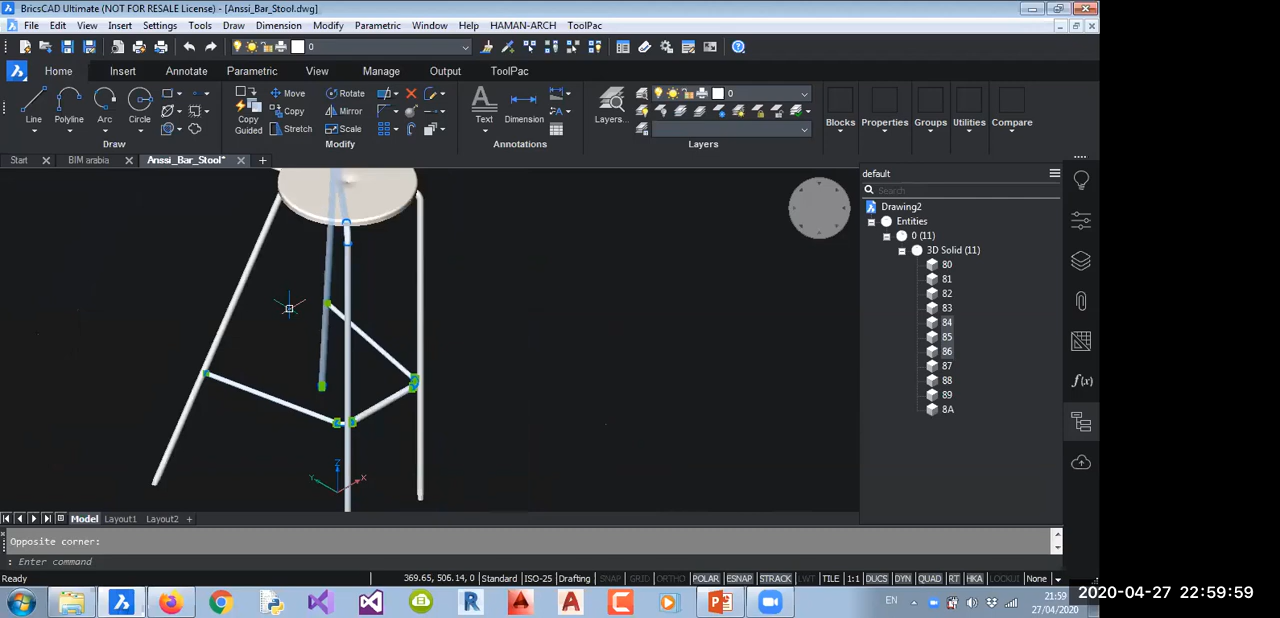 BricsCAD Ultimate (NOT FOR RESALE License) - [Anssi_Bar_Stool.dwg]
File Edit View Insert Settings Tools Draw Dimension Modify Parametric Window Help HAMAN-ARCH ToolPac
0
Home Insert Annotate Parametric View Manage Output ToolPac
Line Polyline Arc Circle
Copy Guided Move Copy Stretch Rotate Mirror Scale
Text Dimension
Layers... 0
Blocks Properties Groups Utilities Compare
Draw Modify Annotations Layers
Start BIM arabia Anssi_Bar_Stool*
default
Search
Drawing2
Entities
0 (11)
3D Solid (11)
80
81
82
83
84
85
86
87
88
89
8A
f(x)
Z
Y X
Model Layout1 Layout2
Opposite corner:
: Enter command
Ready 369.65, 506.14, 0 Standard ISO-25 Drafting SNAP GRID ORTHO POLAR ESNAP STRACK LWT TILE 1:1 DUCS DYN QUAD RT HKA LOCKUI None
EN 21:59
27/04/2020
2020-04-27 22:59:59